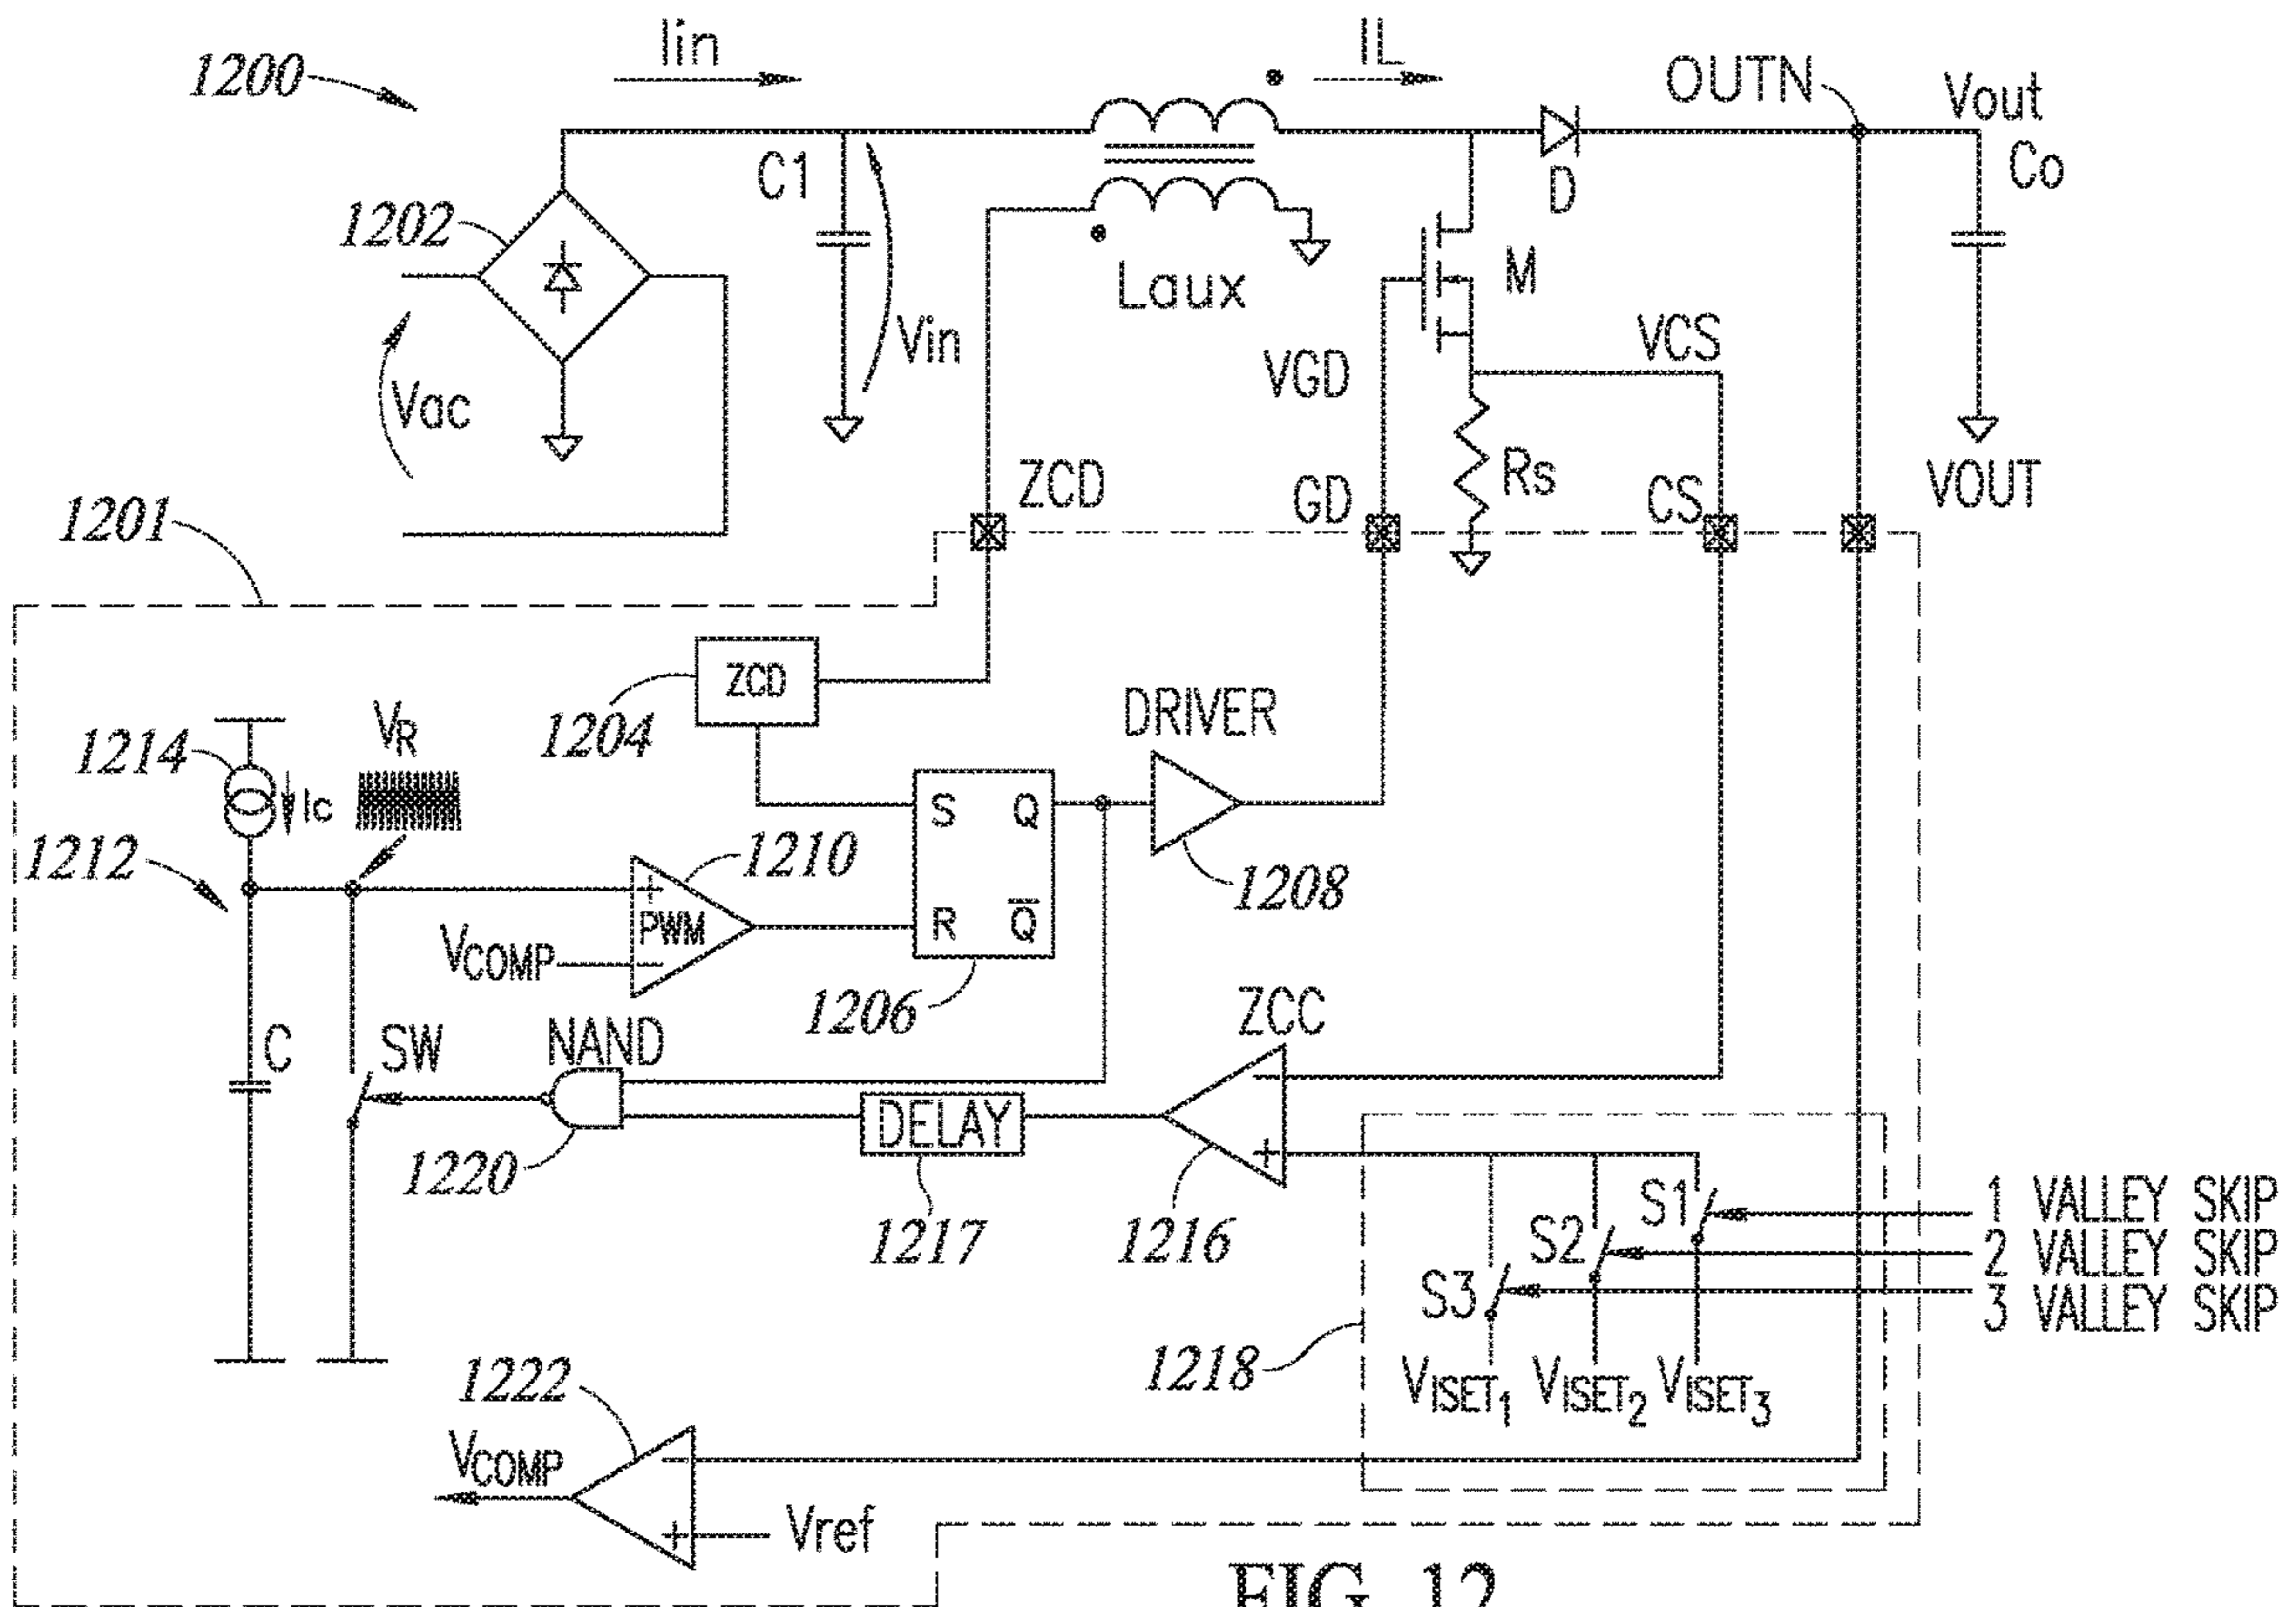 1200
Iin
IL
OUTN
Vout
Co
C1
D
1202
Laux
M
Vin
VGD
VCS
Vac
ZCD
GD
Rs
CS
VOUT
1201
ZCD
1204
DRIVER
1214
VR
Ic
S Q
1212
1210
1208
+
PWM
R Q̅
VCOMP
−
1206
ZCC
C
SW
NAND
−
DELAY
+
1220
1217
1216
S1
1 VALLEY SKIP
S2
2 VALLEY SKIP
S3
3 VALLEY SKIP
1218
VISET1 VISET2 VISET3
1222
VCOMP
−
+
Vref
FIG. 12